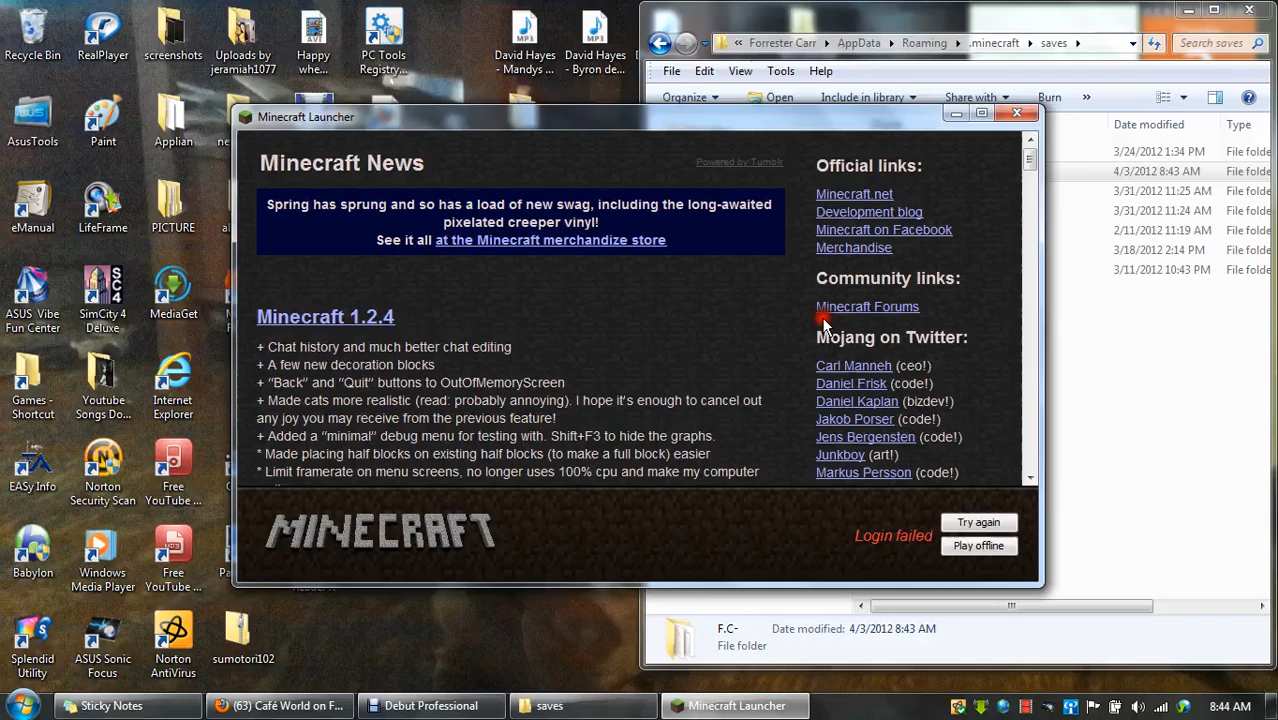 Recycle Bin
RealPlayer
screenshots
Uploads by
jeramiah1077
Happy
whe...
PC Tools
Registry...
David Hayes
- Mandys ...
David Hayes
- Byron de...
AsusTools
Paint
Applian
eManual
LifeFrame
PICTURE
ASUS Vibe
Fun Center
SimCity 4
Deluxe
MediaGet
Games -
Shortcut
Youtube
Songs Do...
Internet
Explorer
EASy Info
Norton
Security Scan
Free
YouTube ...
Babylon
Windows
Media Player
Free
YouTube ...
Splendid
Utility
ASUS Sonic
Focus
Norton
AntiVirus
sumotori102
« Forrester Carr ▸ AppData ▸ Roaming ▸ .minecraft ▸ saves ▸
Search saves
File Edit View Tools Help
Organize Open Include in library Share with Burn »
Date modified Type
3/24/2012 1:34 PM File folde
4/3/2012 8:43 AM File folde
3/31/2012 11:25 AM File folde
3/31/2012 11:24 AM File folde
2/11/2012 11:19 AM File folde
3/18/2012 2:14 PM File folde
3/11/2012 10:43 PM File folde
F.C- Date modified: 4/3/2012 8:43 AM
File folder
Minecraft Launcher
Minecraft News
Powered by Tumblr
Spring has sprung and so has a load of new swag, including the long-awaited
pixelated creeper vinyl!
See it all at the Minecraft merchandize store
Minecraft 1.2.4
+ Chat history and much better chat editing
+ A few new decoration blocks
+ “Back” and “Quit” buttons to OutOfMemoryScreen
+ Made cats more realistic (read: probably annoying). I hope it's enough to cancel out
any joy you may receive from the previous feature!
+ Added a “minimal” debug menu for testing with. Shift+F3 to hide the graphs.
* Made placing half blocks on existing half blocks (to make a full block) easier
* Limit framerate on menu screens, no longer uses 100% cpu and make my computer
Official links:
Minecraft.net
Development blog
Minecraft on Facebook
Merchandise
Community links:
Minecraft Forums
Mojang on Twitter:
Carl Manneh (ceo!)
Daniel Frisk (code!)
Daniel Kaplan (bizdev!)
Jakob Porser (code!)
Jens Bergensten (code!)
Junkboy (art!)
Markus Persson (code!)
MINECRAFT
Login failed
Try again
Play offline
Sticky Notes
(63) Café World on F...
Debut Professional
saves
Minecraft Launcher
8:44 AM